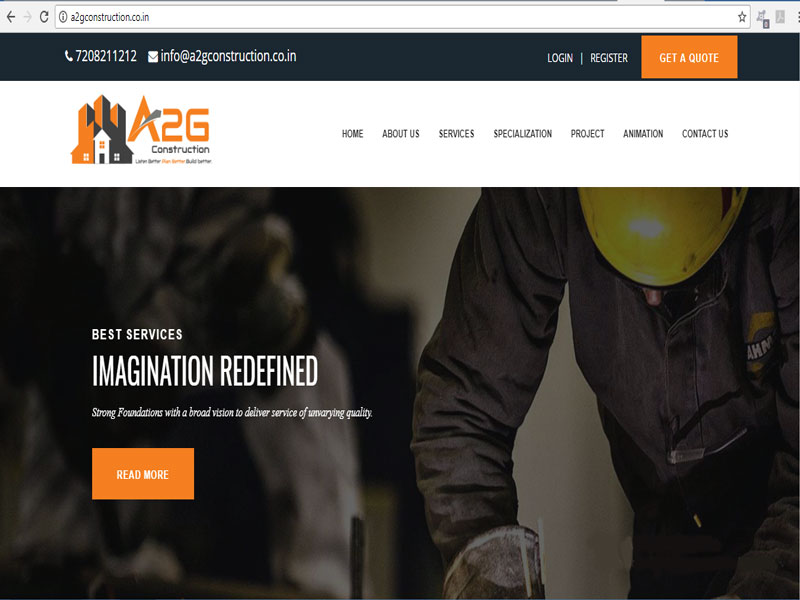 a2gconstruction.co.in
7208211212 info@a2gconstruction.co.in
LOGIN | REGISTER
GET A QUOTE
A2G
Construction
Listen Better Plan Better Build better.
HOME ABOUT US SERVICES SPECIALIZATION PROJECT ANIMATION CONTACT US
BEST SERVICES
IMAGINATION REDEFINED
Strong Foundations with a broad vision to deliver service of unvarying quality.
READ MORE